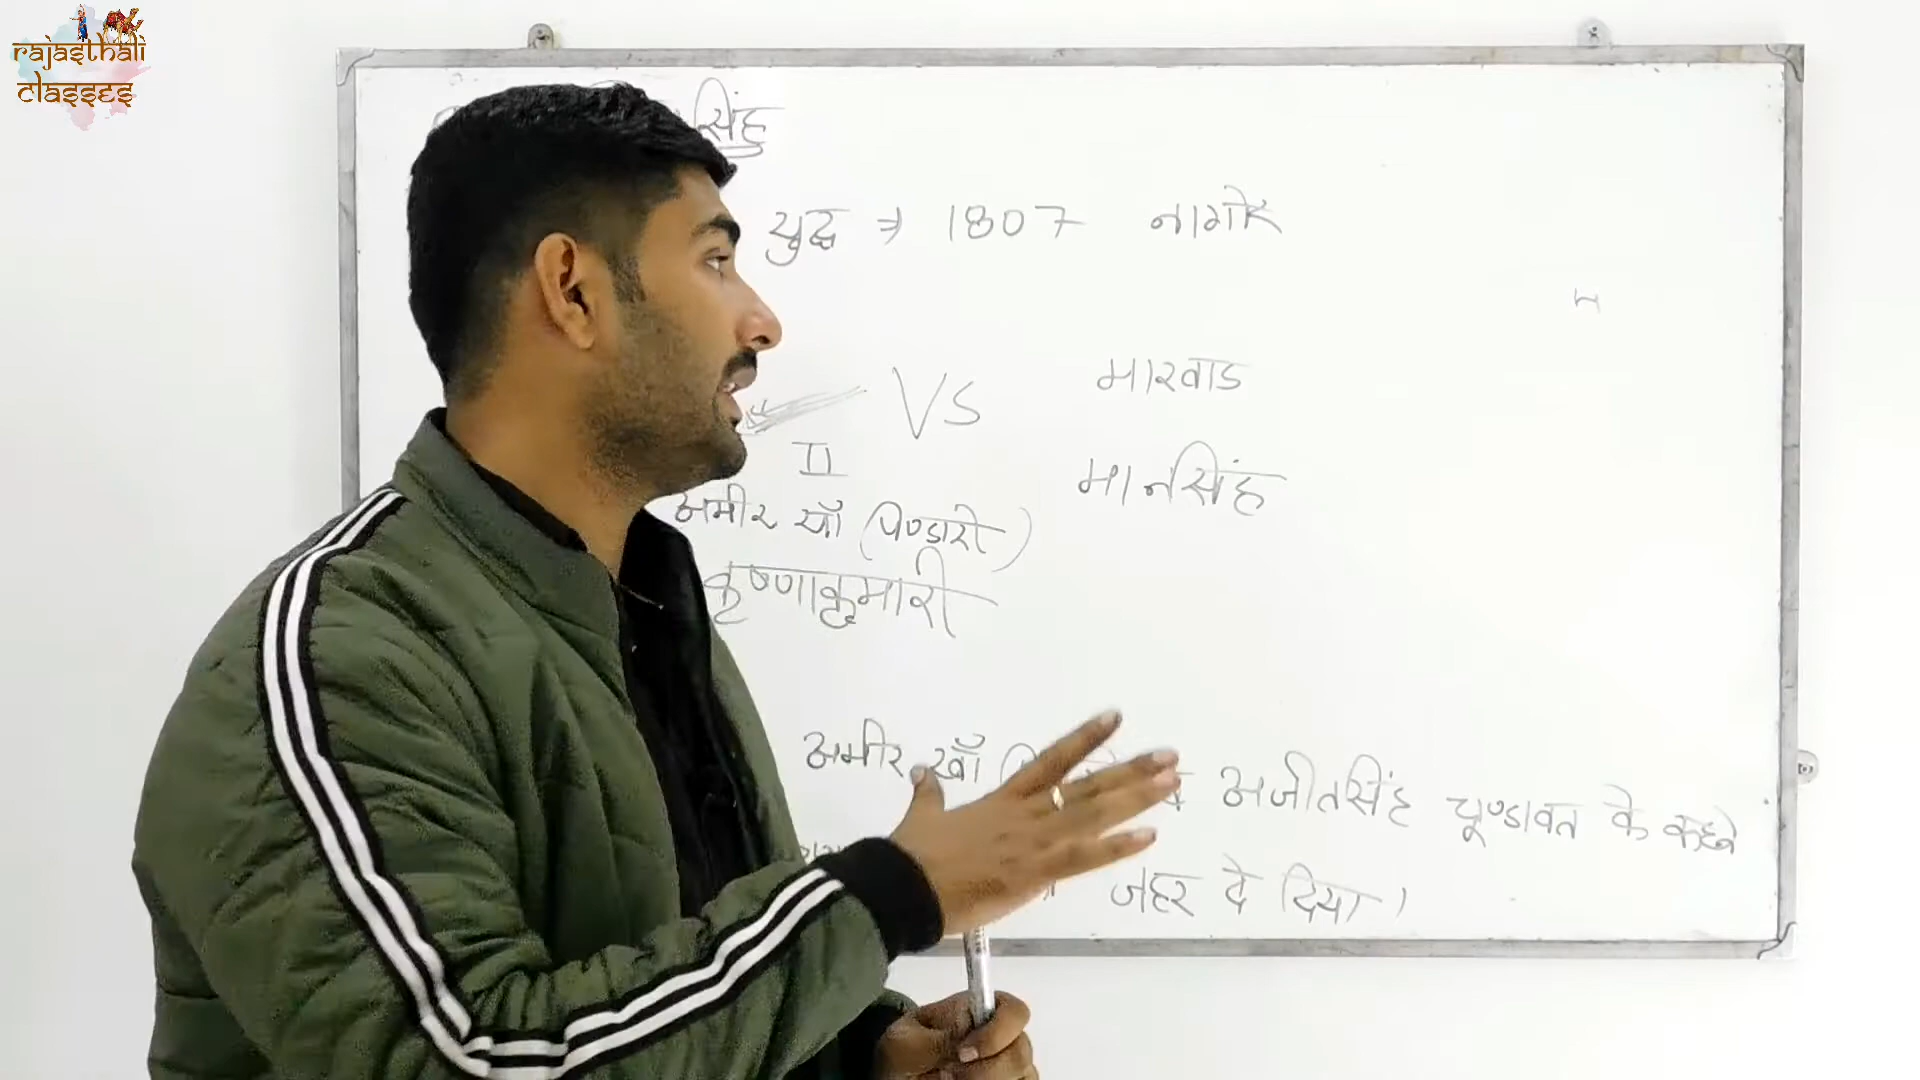 rajasthali
classes
सिंह
युद्ध ⇒ 1807 नागौर
VS मारवाड
II मानसिंह
अमीर खाँ (पिण्डारी)
कृष्णाकुमारी
अमीर खाँ अजीतसिंह चूण्डावत के कहने
जहर दे दिया।